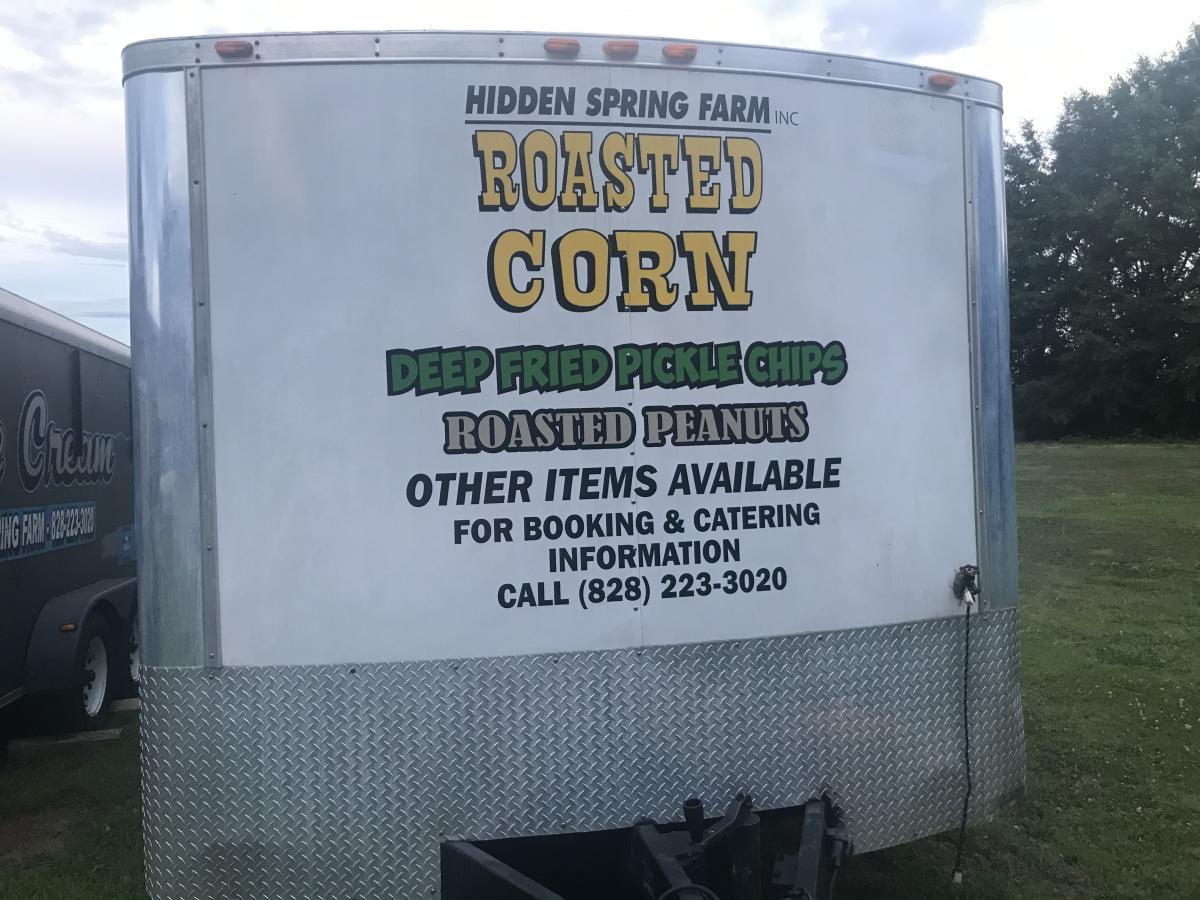 HIDDEN SPRING FARM INC
ROASTED
CORN
DEEP FRIED PICKLE CHIPS
ROASTED PEANUTS
OTHER ITEMS AVAILABLE
FOR BOOKING & CATERING
INFORMATION
CALL (828) 223-3020
Cream
FARM - 828-223-3020